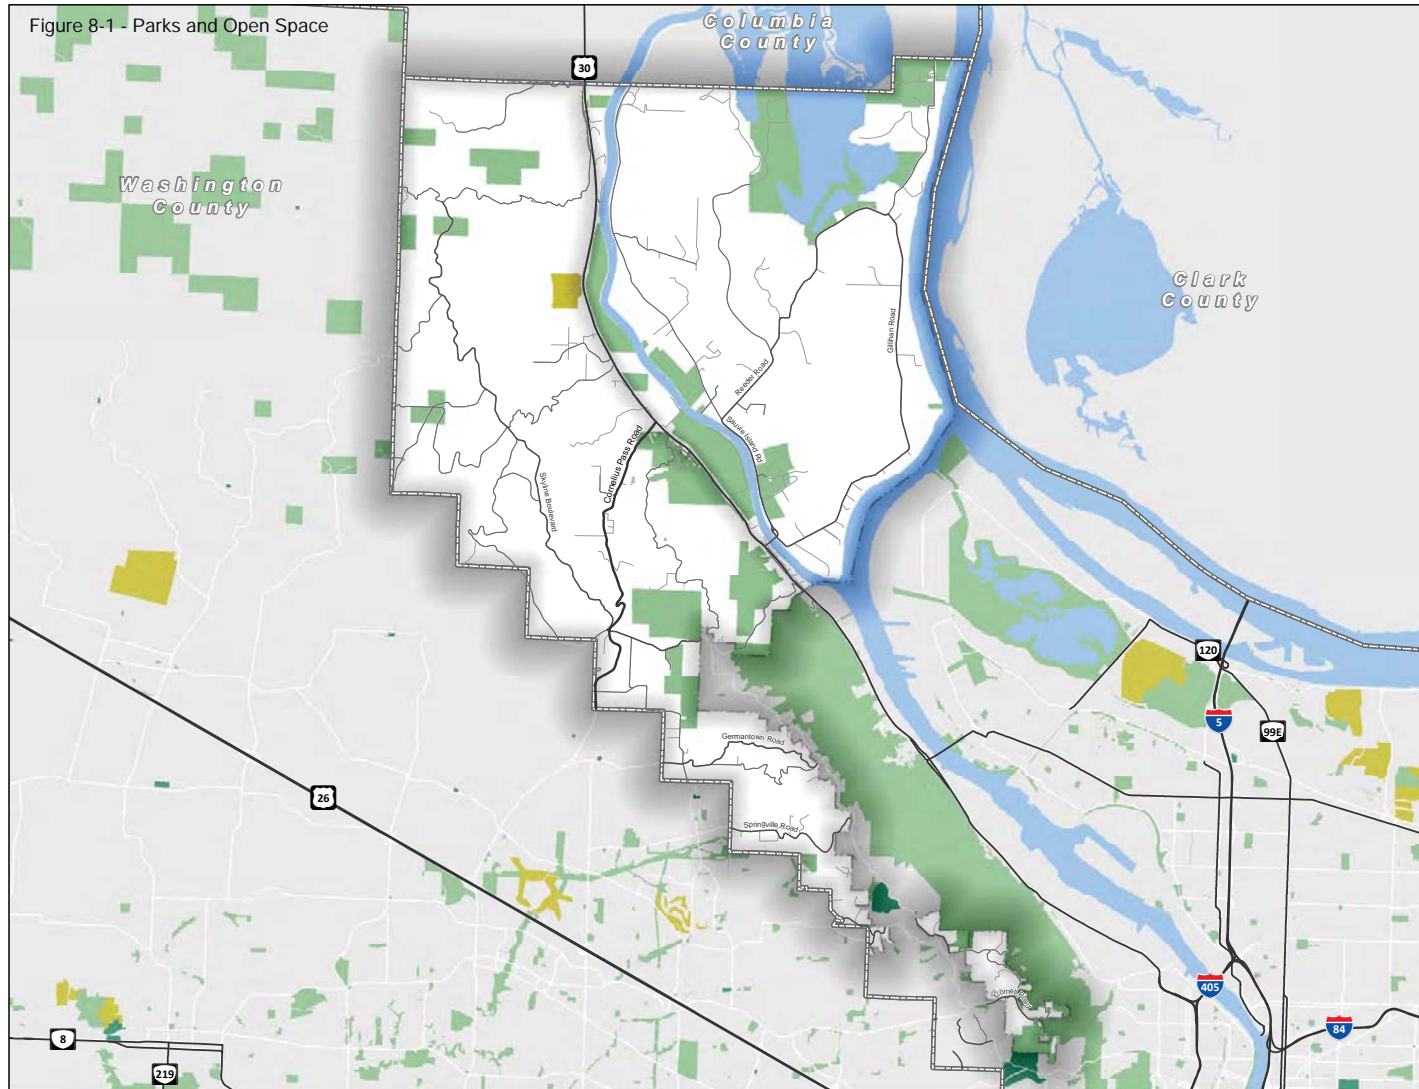 Figure 8-1 - Parks and Open Space
Columbia
County
30
Washington
County
Clark
County
Gillihan Road
Reeder Road
Sauvie Island Rd
Cornelius Pass Road
Skyline Boulevard
120
5
99E
Germantown Road
26
Springville Road
405
84
8
219